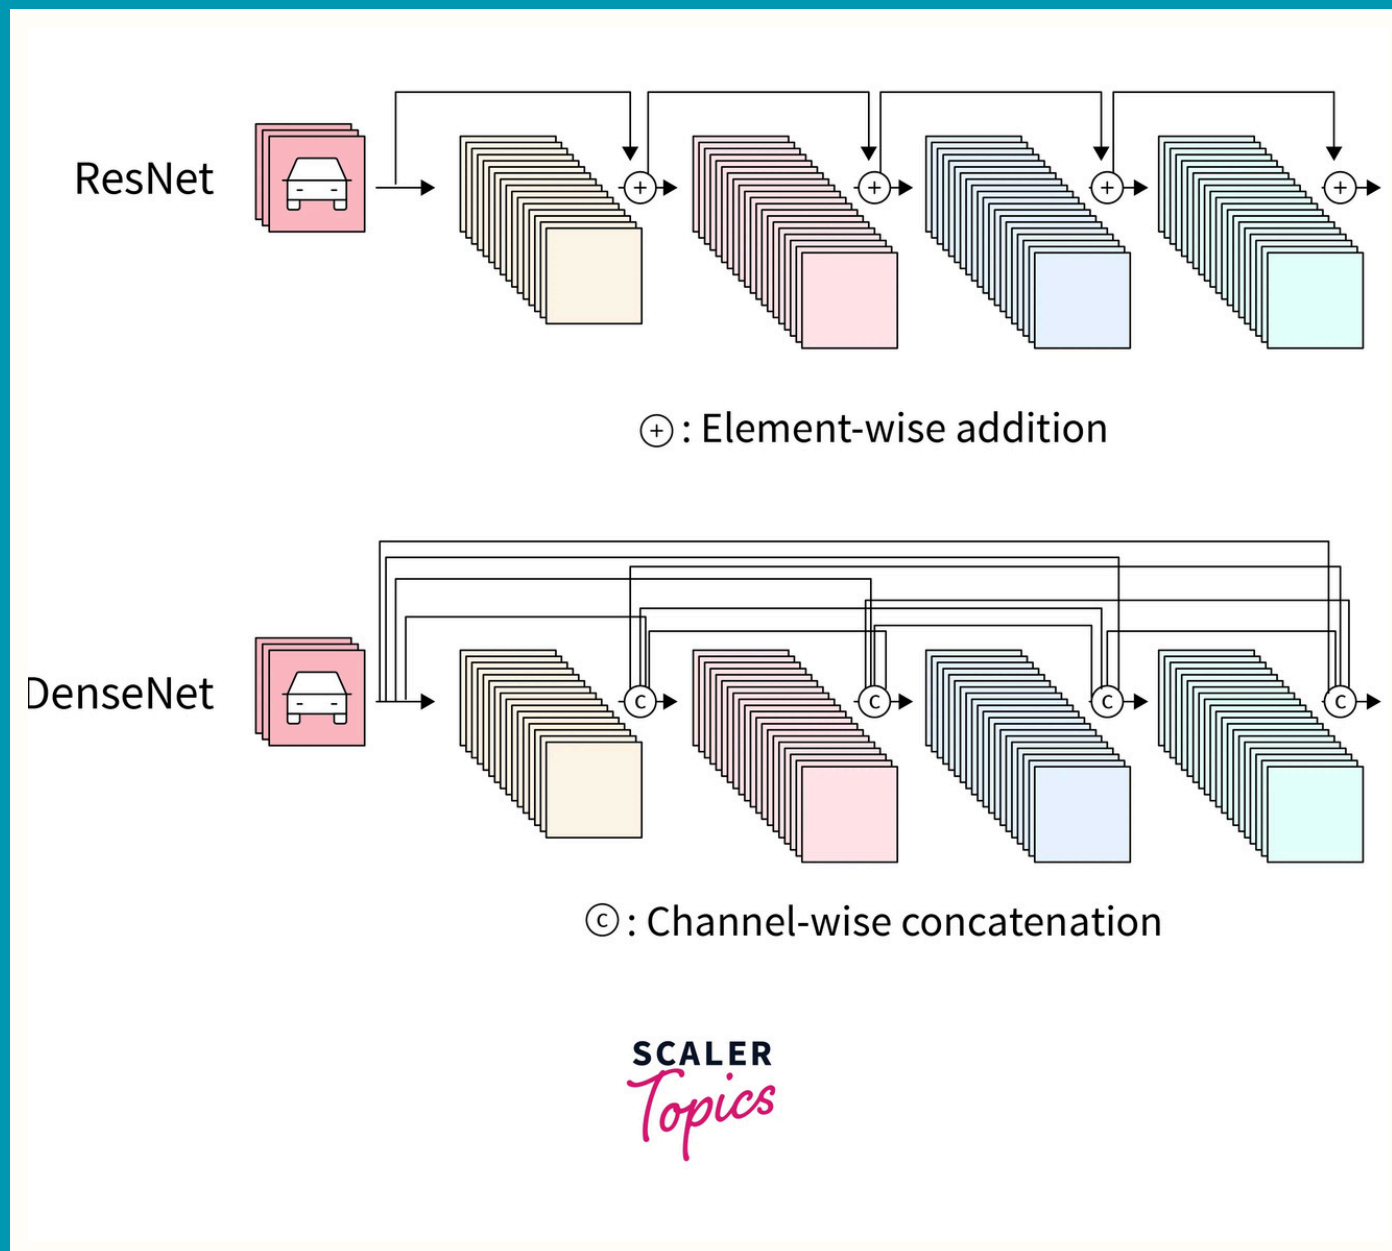 ResNet
+ + + +
+ : Element-wise addition
DenseNet
C C C C
C : Channel-wise concatenation
SCALER
Topics